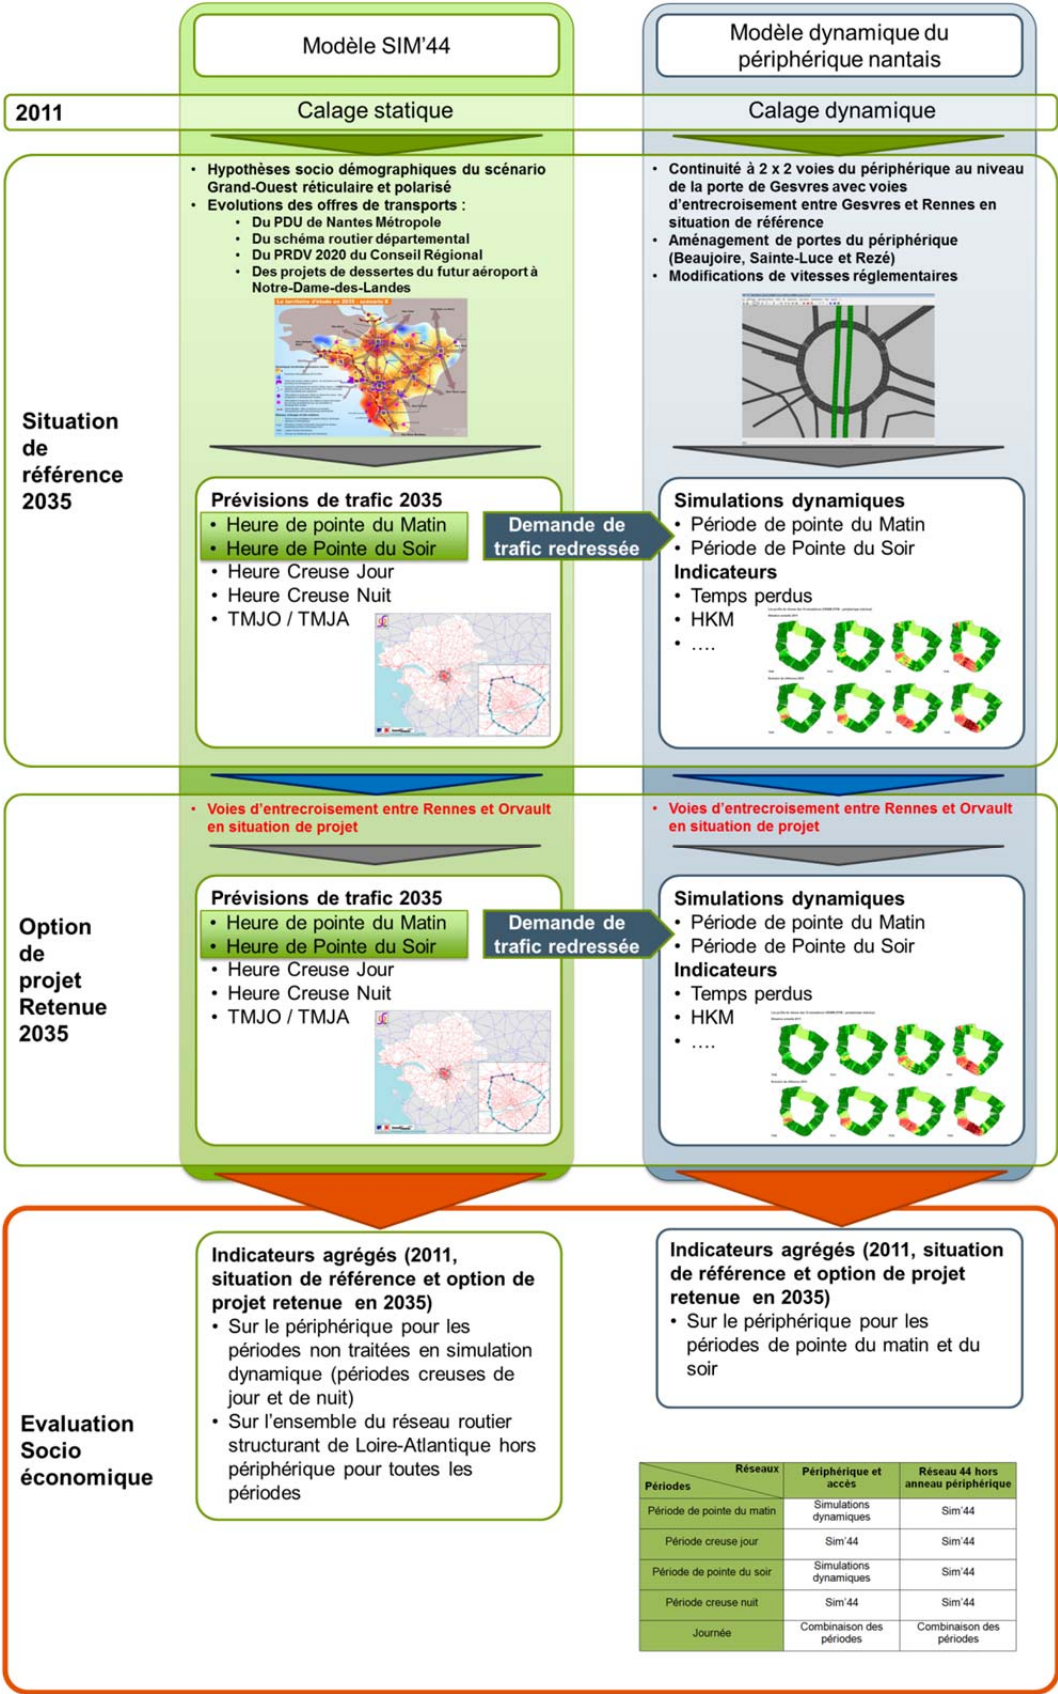 Modèle SIM’44
Modèle dynamique du
périphérique nantais
2011
Calage statique
Calage dynamique
Situation
de
référence
2035
• Hypothèses socio démographiques du scénario
Grand-Ouest réticulaire et polarisé
• Evolutions des offres de transports :
• Du PDU de Nantes Métropole
• Du schéma routier départemental
• Du PRDV 2020 du Conseil Régional
• Des projets de dessertes du futur aéroport à
Notre-Dame-des-Landes
Le territoire d'étude en 2035 : scénario B
• Continuité à 2 x 2 voies du périphérique au niveau
de la porte de Gesvres avec voies
d’entrecroisement entre Gesvres et Rennes en
situation de référence
• Aménagement de portes du périphérique
(Beaujoire, Sainte-Luce et Rezé)
• Modifications de vitesses réglementaires
Prévisions de trafic 2035
• Heure de pointe du Matin
• Heure de Pointe du Soir
• Heure Creuse Jour
• Heure Creuse Nuit
• TMJO / TMJA
Demande de
trafic redressée
Simulations dynamiques
• Période de pointe du Matin
• Période de Pointe du Soir
Indicateurs
• Temps perdus
• HKM
• ….
Option
de
projet
Retenue
2035
• Voies d’entrecroisement entre Rennes et Orvault
en situation de projet
• Voies d’entrecroisement entre Rennes et Orvault
en situation de projet
Prévisions de trafic 2035
• Heure de pointe du Matin
• Heure de Pointe du Soir
• Heure Creuse Jour
• Heure Creuse Nuit
• TMJO / TMJA
Demande de
trafic redressée
Simulations dynamiques
• Période de pointe du Matin
• Période de Pointe du Soir
Indicateurs
• Temps perdus
• HKM
• ….
Evaluation
Socio
économique
Indicateurs agrégés (2011,
situation de référence et option de
projet retenue en 2035)
• Sur le périphérique pour les
périodes non traitées en simulation
dynamique (périodes creuses de
jour et de nuit)
• Sur l’ensemble du réseau routier
structurant de Loire-Atlantique hors
périphérique pour toutes les
périodes
Indicateurs agrégés (2011, situation
de référence et option de projet
retenue en 2035)
• Sur le périphérique pour les
périodes de pointe du matin et du
soir
Réseaux
Périodes
Périphérique et
accés
Réseau 44 hors
anneau périphérique
Période de pointe du matin
Simulations
dynamiques
Sim’44
Période creuse jour
Sim’44
Sim’44
Période de pointe du soir
Simulations
dynamiques
Sim’44
Période creuse nuit
Sim’44
Sim’44
Journée
Combinaison des
périodes
Combinaison des
périodes